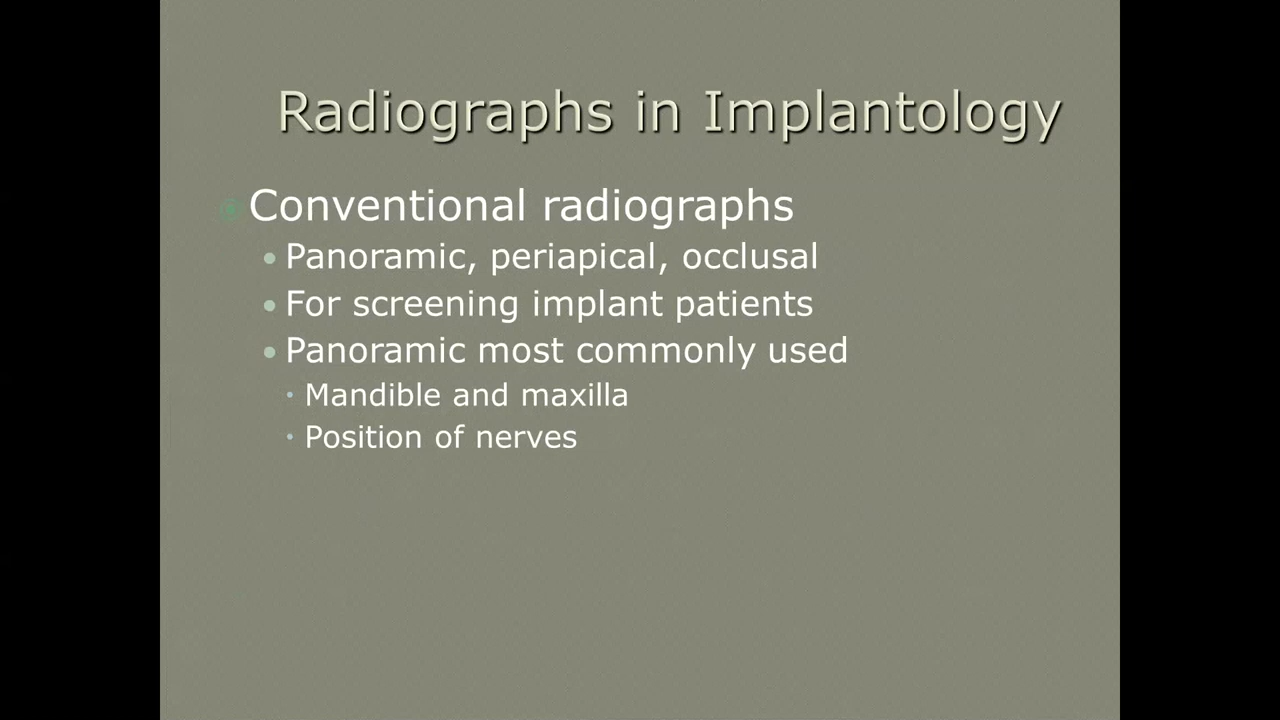 Radiographs in Implantology
Conventional radiographs
Panoramic, periapical, occlusal
For screening implant patients
Panoramic most commonly used
Mandible and maxilla
Position of nerves